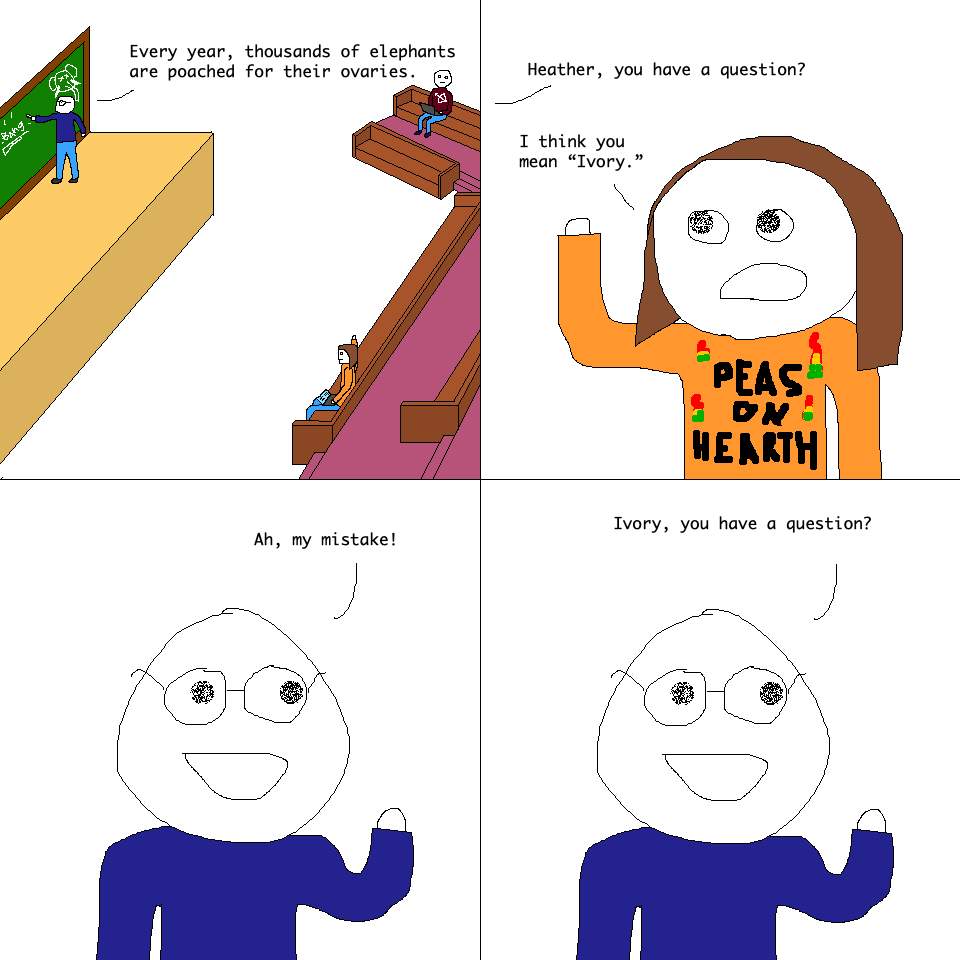 Every year, thousands of elephants
are poached for their ovaries.
BANG
Heather, you have a question?
I think you
mean “Ivory.”
PEAS
ON
HEARTH
Ah, my mistake!
Ivory, you have a question?